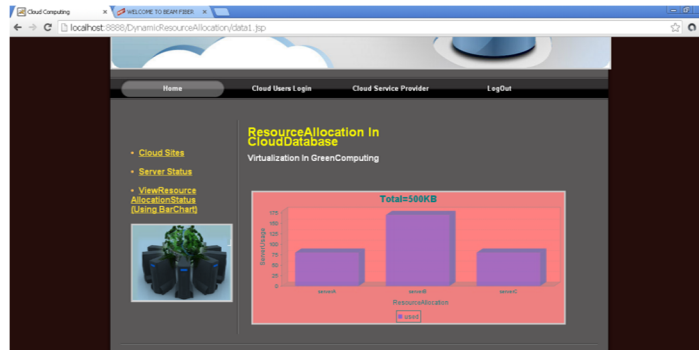 Cloud Computing
WELCOME TO BEAM FIBER
localhost:8888/DynamicResourceAllocation/data1.jsp
Home Cloud Users Login Cloud Service Provider LogOut
ResourceAllocation In
CloudDatabase
Virtualization In GreenComputing
• Cloud Sites
• Server Status
• ViewResource
AllocationStatus
(Using BarChart)
Total=500KB
175
150
125
100
75
50
25
0
ServerUsage
serverA serverB serverC
ResourceAllocation
used